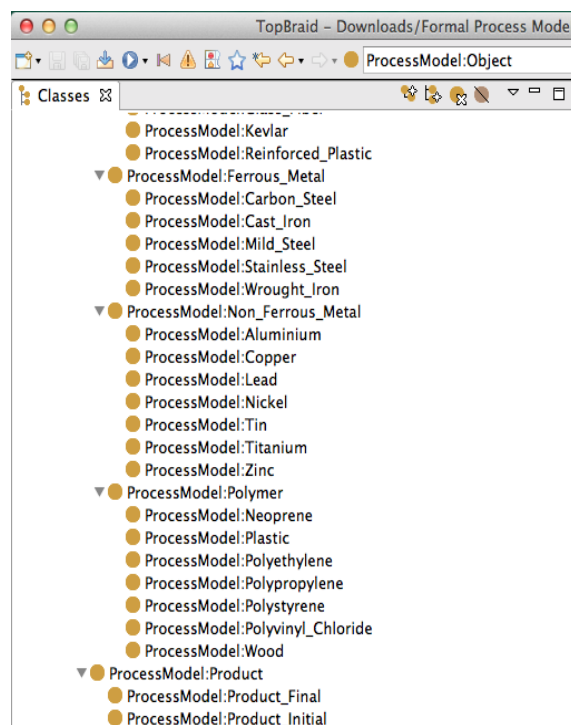 TopBraid – Downloads/Formal Process Mode
ProcessModel:Object
Classes
ProcessModel:Kevlar
ProcessModel:Reinforced_Plastic
ProcessModel:Ferrous_Metal
ProcessModel:Carbon_Steel
ProcessModel:Cast_Iron
ProcessModel:Mild_Steel
ProcessModel:Stainless_Steel
ProcessModel:Wrought_Iron
ProcessModel:Non_Ferrous_Metal
ProcessModel:Aluminium
ProcessModel:Copper
ProcessModel:Lead
ProcessModel:Nickel
ProcessModel:Tin
ProcessModel:Titanium
ProcessModel:Zinc
ProcessModel:Polymer
ProcessModel:Neoprene
ProcessModel:Plastic
ProcessModel:Polyethylene
ProcessModel:Polypropylene
ProcessModel:Polystyrene
ProcessModel:Polyvinyl_Chloride
ProcessModel:Wood
ProcessModel:Product
ProcessModel:Product_Final
ProcessModel:Product_Initial